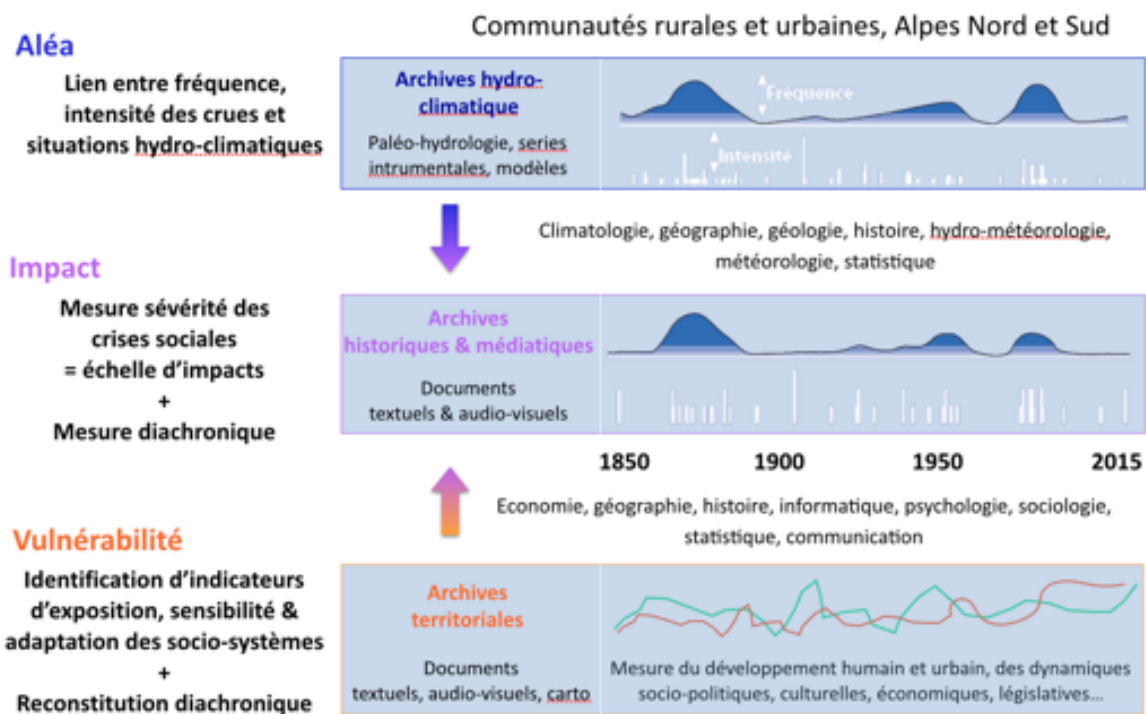 Communautés rurales et urbaines, Alpes Nord et Sud
Aléa
Lien entre fréquence,
intensité des crues et
situations hydro-climatiques
Archives hydro-
climatique
Paléo-hydrologie, series
intrumentales, modèles
Fréquence
Intensité
Climatologie, géographie, géologie, histoire, hydro-météorologie,
météorologie, statistique
Impact
Mesure sévérité des
crises sociales
= échelle d'impacts
+
Mesure diachronique
Archives
historiques & médiatiques
Documents
textuels & audio-visuels
1850 1900 1950 2015
Economie, géographie, histoire, informatique, psychologie, sociologie,
statistique, communication
Vulnérabilité
Identification d'indicateurs
d'exposition, sensibilité &
adaptation des socio-systèmes
+
Reconstitution diachronique
Archives
territoriales
Documents
textuels, audio-visuels, carto
Mesure du développement humain et urbain, des dynamiques
socio-politiques, culturelles, économiques, législatives...